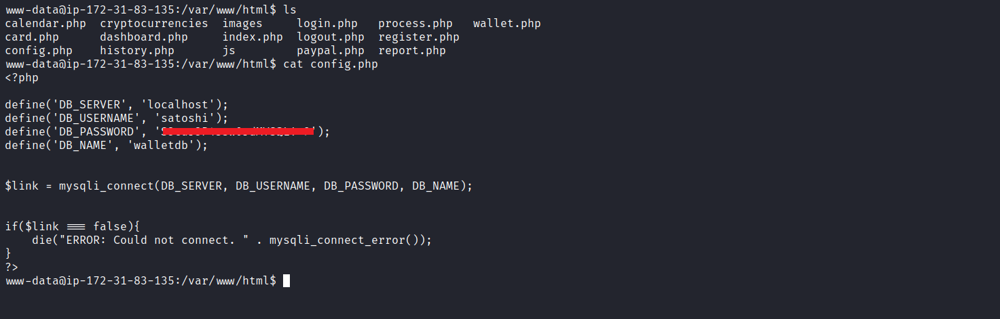 www-data@ip-172-31-83-135:/var/www/html$ ls
calendar.php  cryptocurrencies  images     login.php   process.php   wallet.php
card.php      dashboard.php     index.php  logout.php  register.php
config.php    history.php       js         paypal.php  report.php
www-data@ip-172-31-83-135:/var/www/html$ cat config.php
<?php
define('DB_SERVER', 'localhost');
define('DB_USERNAME', 'satoshi');
define('DB_PASSWORD', '');
define('DB_NAME', 'walletdb');
$link = mysqli_connect(DB_SERVER, DB_USERNAME, DB_PASSWORD, DB_NAME);
if($link === false){
    die("ERROR: Could not connect. " . mysqli_connect_error());
}
?>
www-data@ip-172-31-83-135:/var/www/html$